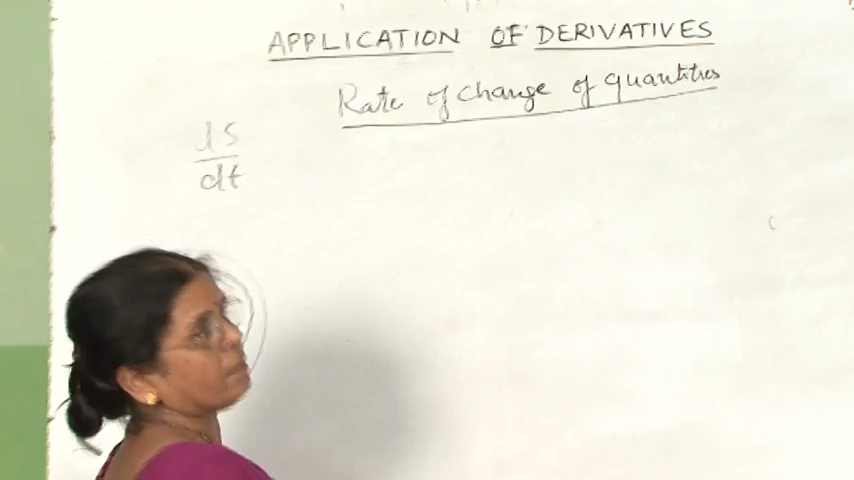 APPLICATION OF DERIVATIVES
Rate of change of quantities
dS
dt